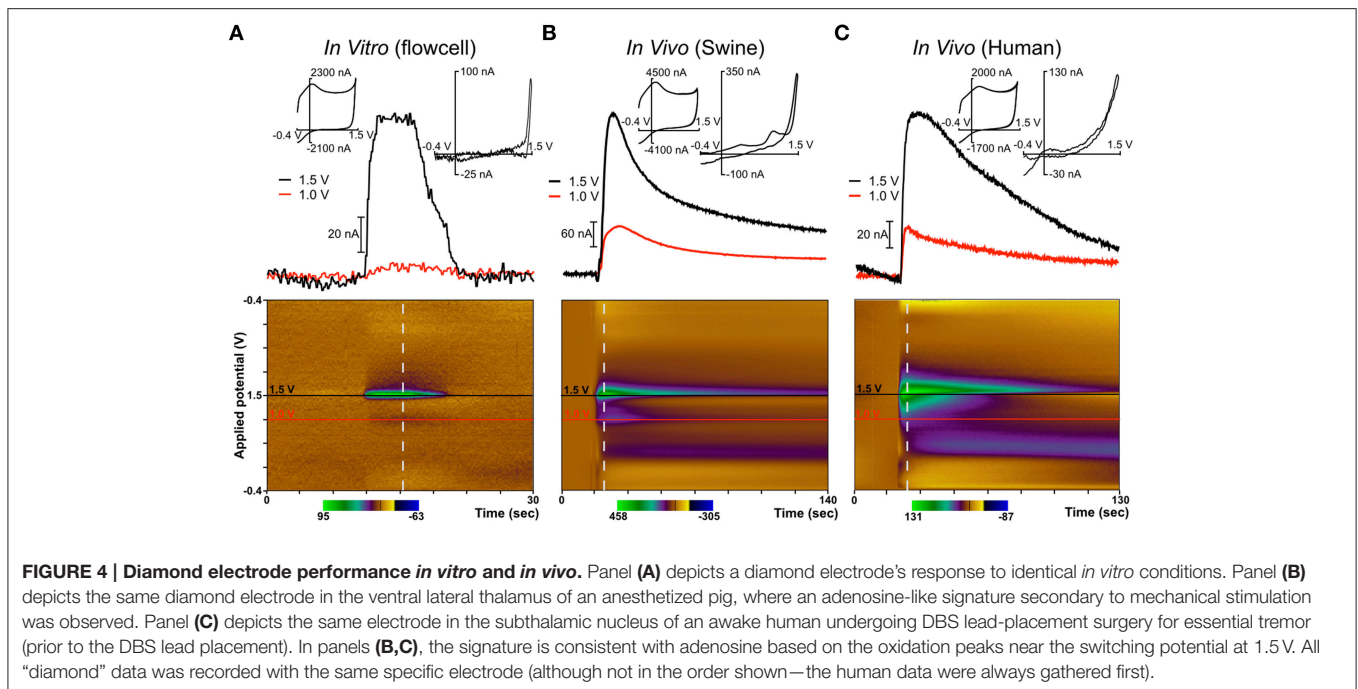 A
In Vitro (flowcell)
B
In Vivo (Swine)
C
In Vivo (Human)
2300 nA
-0.4 V
1.5 V
-2100 nA
100 nA
-0.4 V
1.5 V
-25 nA
1.5 V
1.0 V
20 nA
4500 nA
-0.4 V
1.5 V
-4100 nA
350 nA
-0.4 V
1.5 V
-100 nA
1.5 V
1.0 V
60 nA
2000 nA
-0.4 V
1.5 V
-1700 nA
130 nA
-0.4 V
1.5 V
-30 nA
1.5 V
1.0 V
20 nA
Applied potential (V)
-0.4
1.5
-0.4
1.5 V
1.0 V
0
30
95
-63
Time (sec)
1.5 V
1.0 V
0
140
458
-305
Time (sec)
1.5 V
1.0 V
0
130
131
-87
Time (sec)
FIGURE 4 | Diamond electrode performance in vitro and in vivo. Panel (A) depicts a diamond electrode's response to identical in vitro conditions. Panel (B)
depicts the same diamond electrode in the ventral lateral thalamus of an anesthetized pig, where an adenosine-like signature secondary to mechanical stimulation
was observed. Panel (C) depicts the same electrode in the subthalamic nucleus of an awake human undergoing DBS lead-placement surgery for essential tremor
(prior to the DBS lead placement). In panels (B,C), the signature is consistent with adenosine based on the oxidation peaks near the switching potential at 1.5 V. All
"diamond" data was recorded with the same specific electrode (although not in the order shown—the human data were always gathered first).